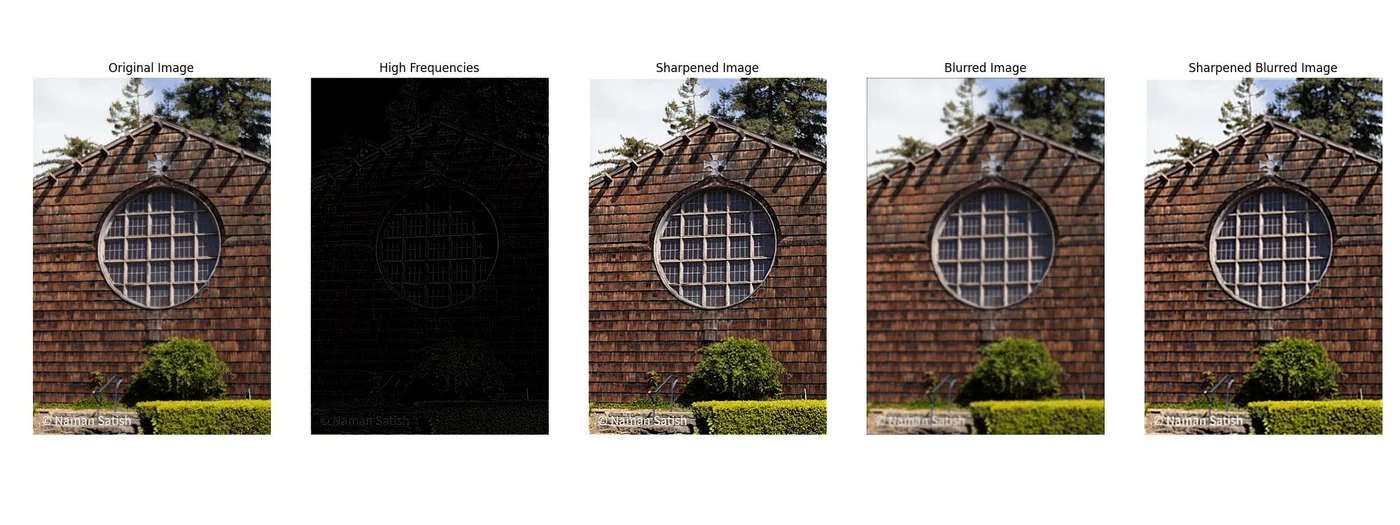 Original Image
High Frequencies
Sharpened Image
Blurred Image
Sharpened Blurred Image
© Naman Satish
© Naman Satish
© Naman Satish
© Naman Satish
© Naman Satish